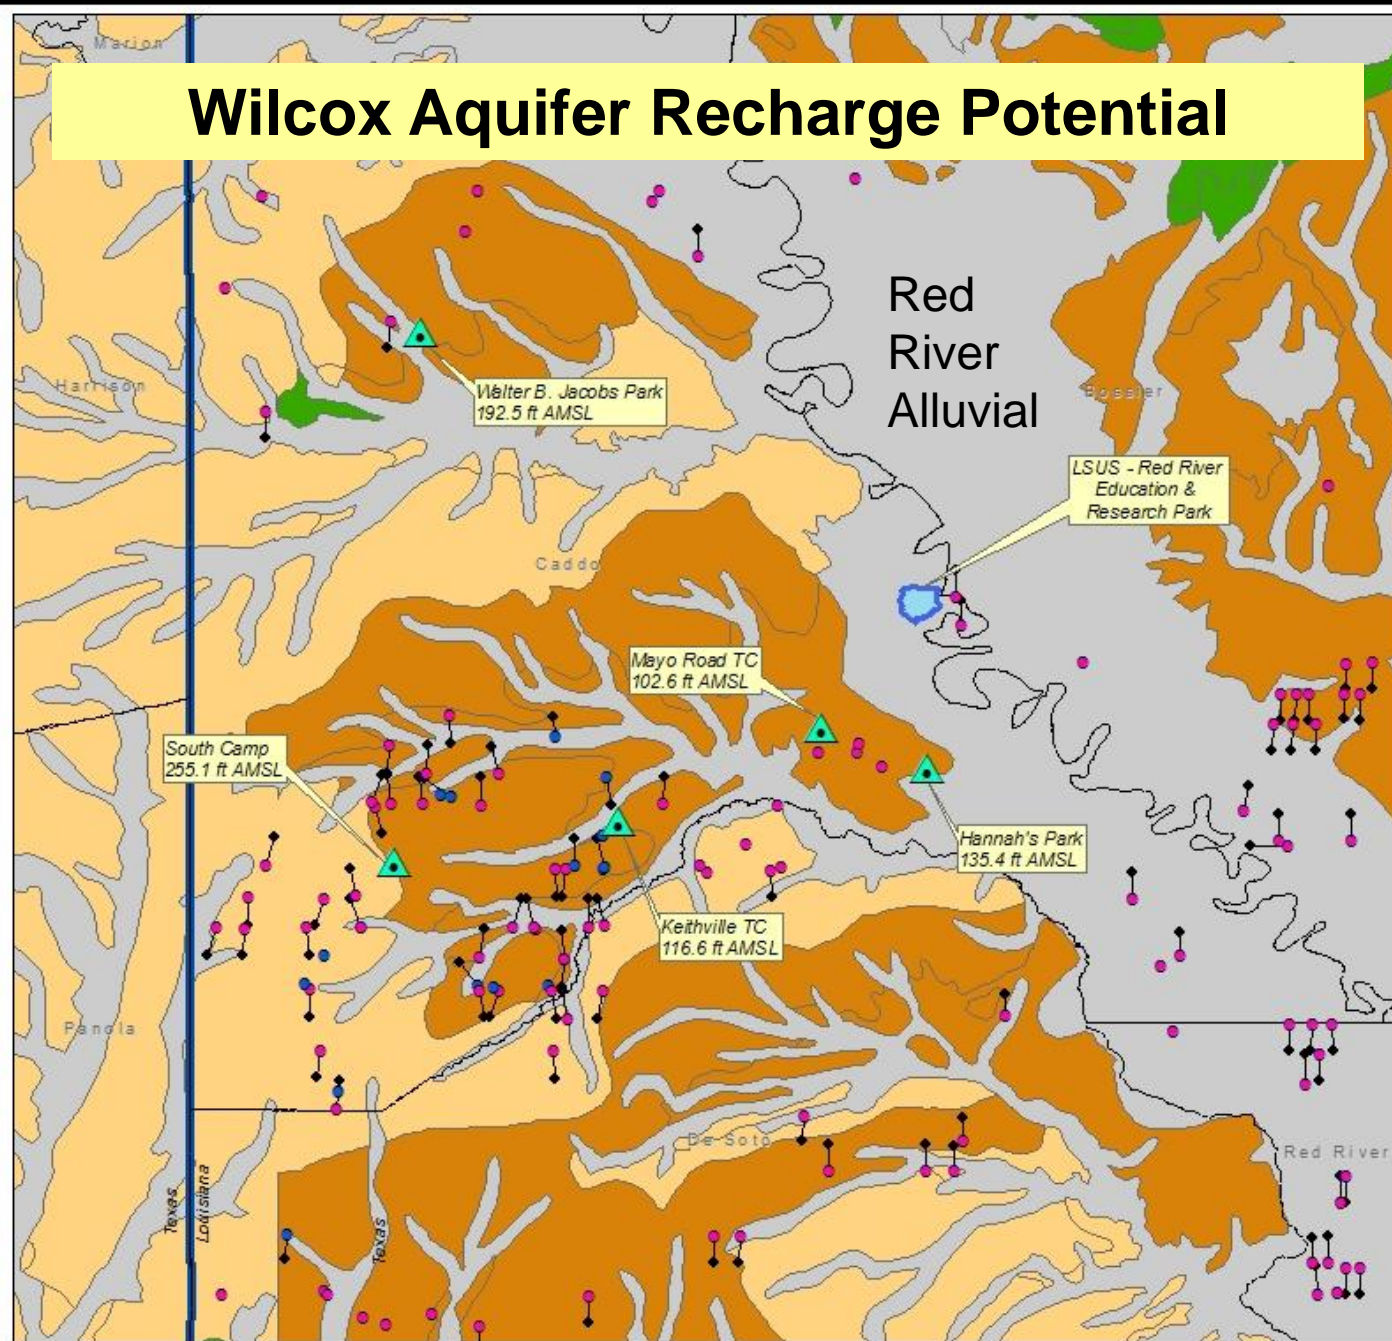 Marion
Wilcox Aquifer Recharge Potential
Red
River
Alluvial
Harrison
Walter B. Jacobs Park
192.5 ft AMSL
Bossier
LSUS - Red River
Education &
Research Park
Caddo
Mayo Road TC
102.6 ft AMSL
South Camp
255.1 ft AMSL
Hannah's Park
135.4 ft AMSL
Keithville TC
116.6 ft AMSL
Panola
De Soto
Red River
Texas
Louisiana
Texas